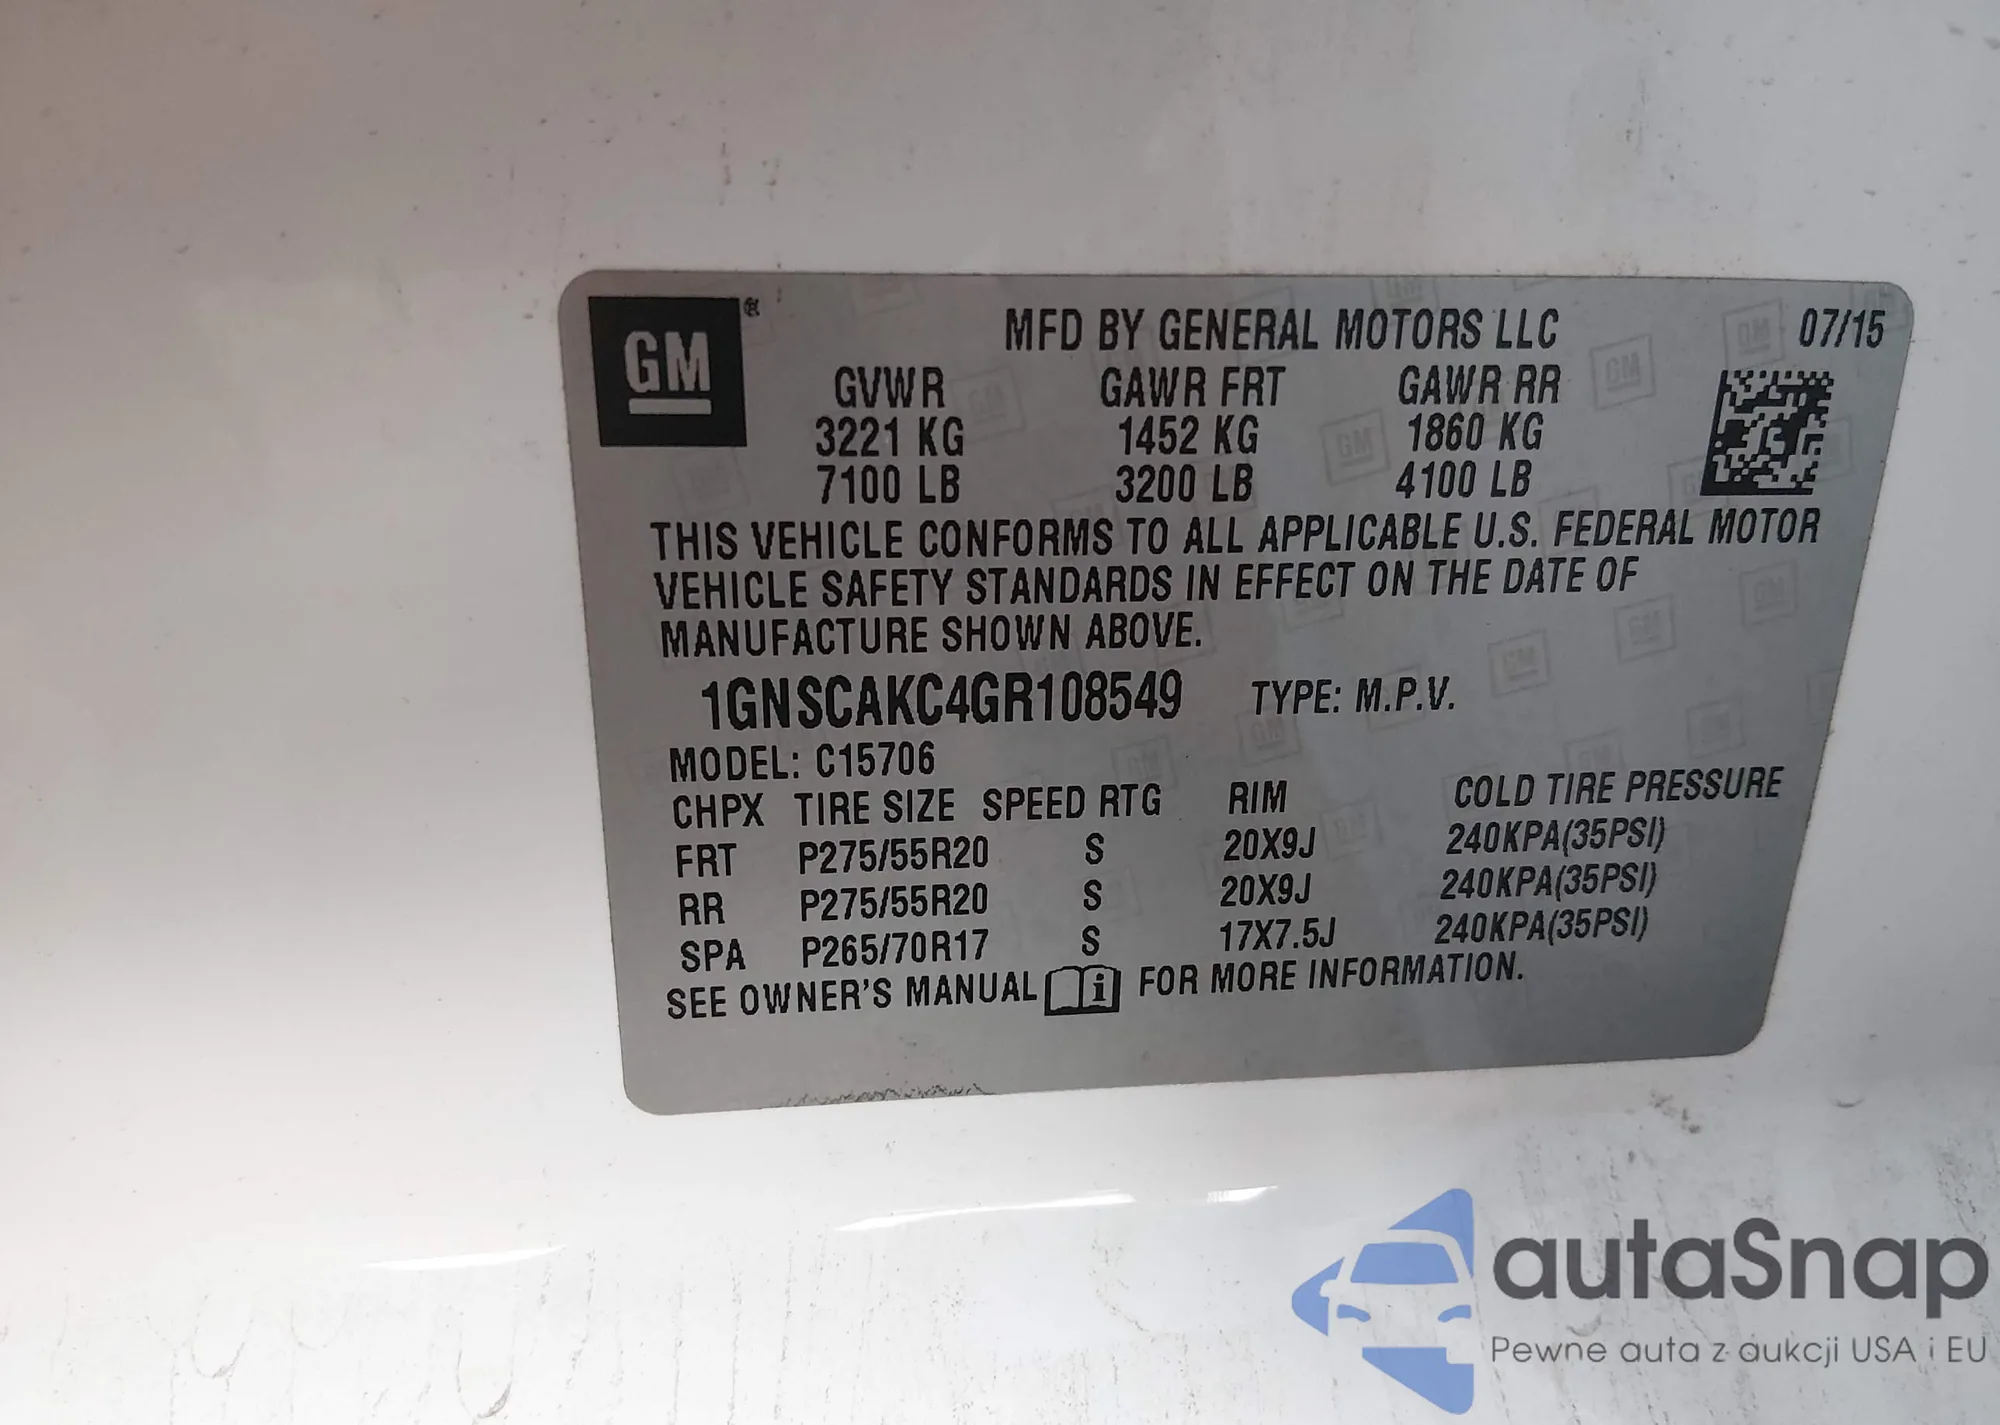 GM ®
MFD BY GENERAL MOTORS LLC 07/15
GVWR GAWR FRT GAWR RR
3221 KG 1452 KG 1860 KG
7100 LB 3200 LB 4100 LB
THIS VEHICLE CONFORMS TO ALL APPLICABLE U.S. FEDERAL MOTOR
VEHICLE SAFETY STANDARDS IN EFFECT ON THE DATE OF
MANUFACTURE SHOWN ABOVE.
1GNSCAKC4GR108549 TYPE: M.P.V.
MODEL: C15706
CHPX TIRE SIZE SPEED RTG RIM COLD TIRE PRESSURE
FRT P275/55R20 S 20X9J 240KPA(35PSI)
RR P275/55R20 S 20X9J 240KPA(35PSI)
SPA P265/70R17 S 17X7.5J 240KPA(35PSI)
SEE OWNER'S MANUAL i FOR MORE INFORMATION.
autaSnap
Pewne auta z aukcji USA i EU